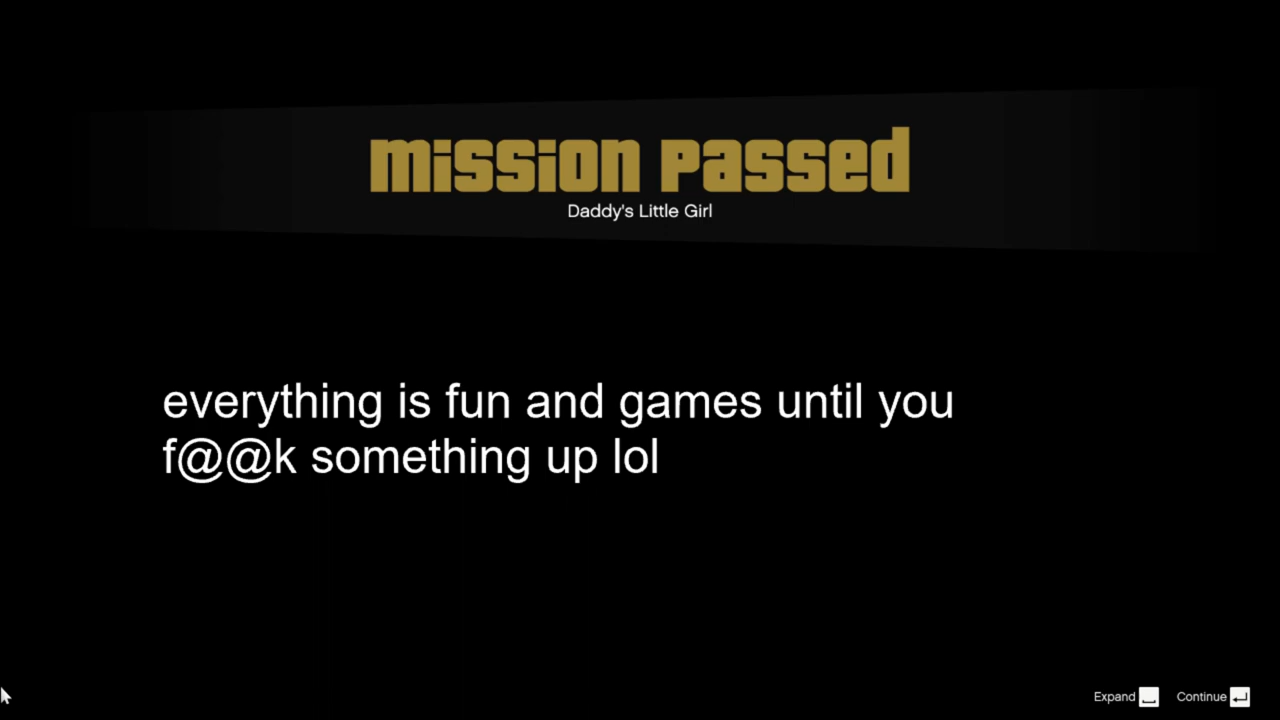 mission passed
Daddy's Little Girl
everything is fun and games until you
f@@k something up lol
Expand Continue